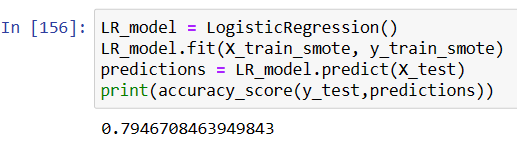 In [156]: LR_model = LogisticRegression()
LR_model.fit(X_train_smote, y_train_smote)
predictions = LR_model.predict(X_test)
print(accuracy_score(y_test,predictions))
0.7946708463949843